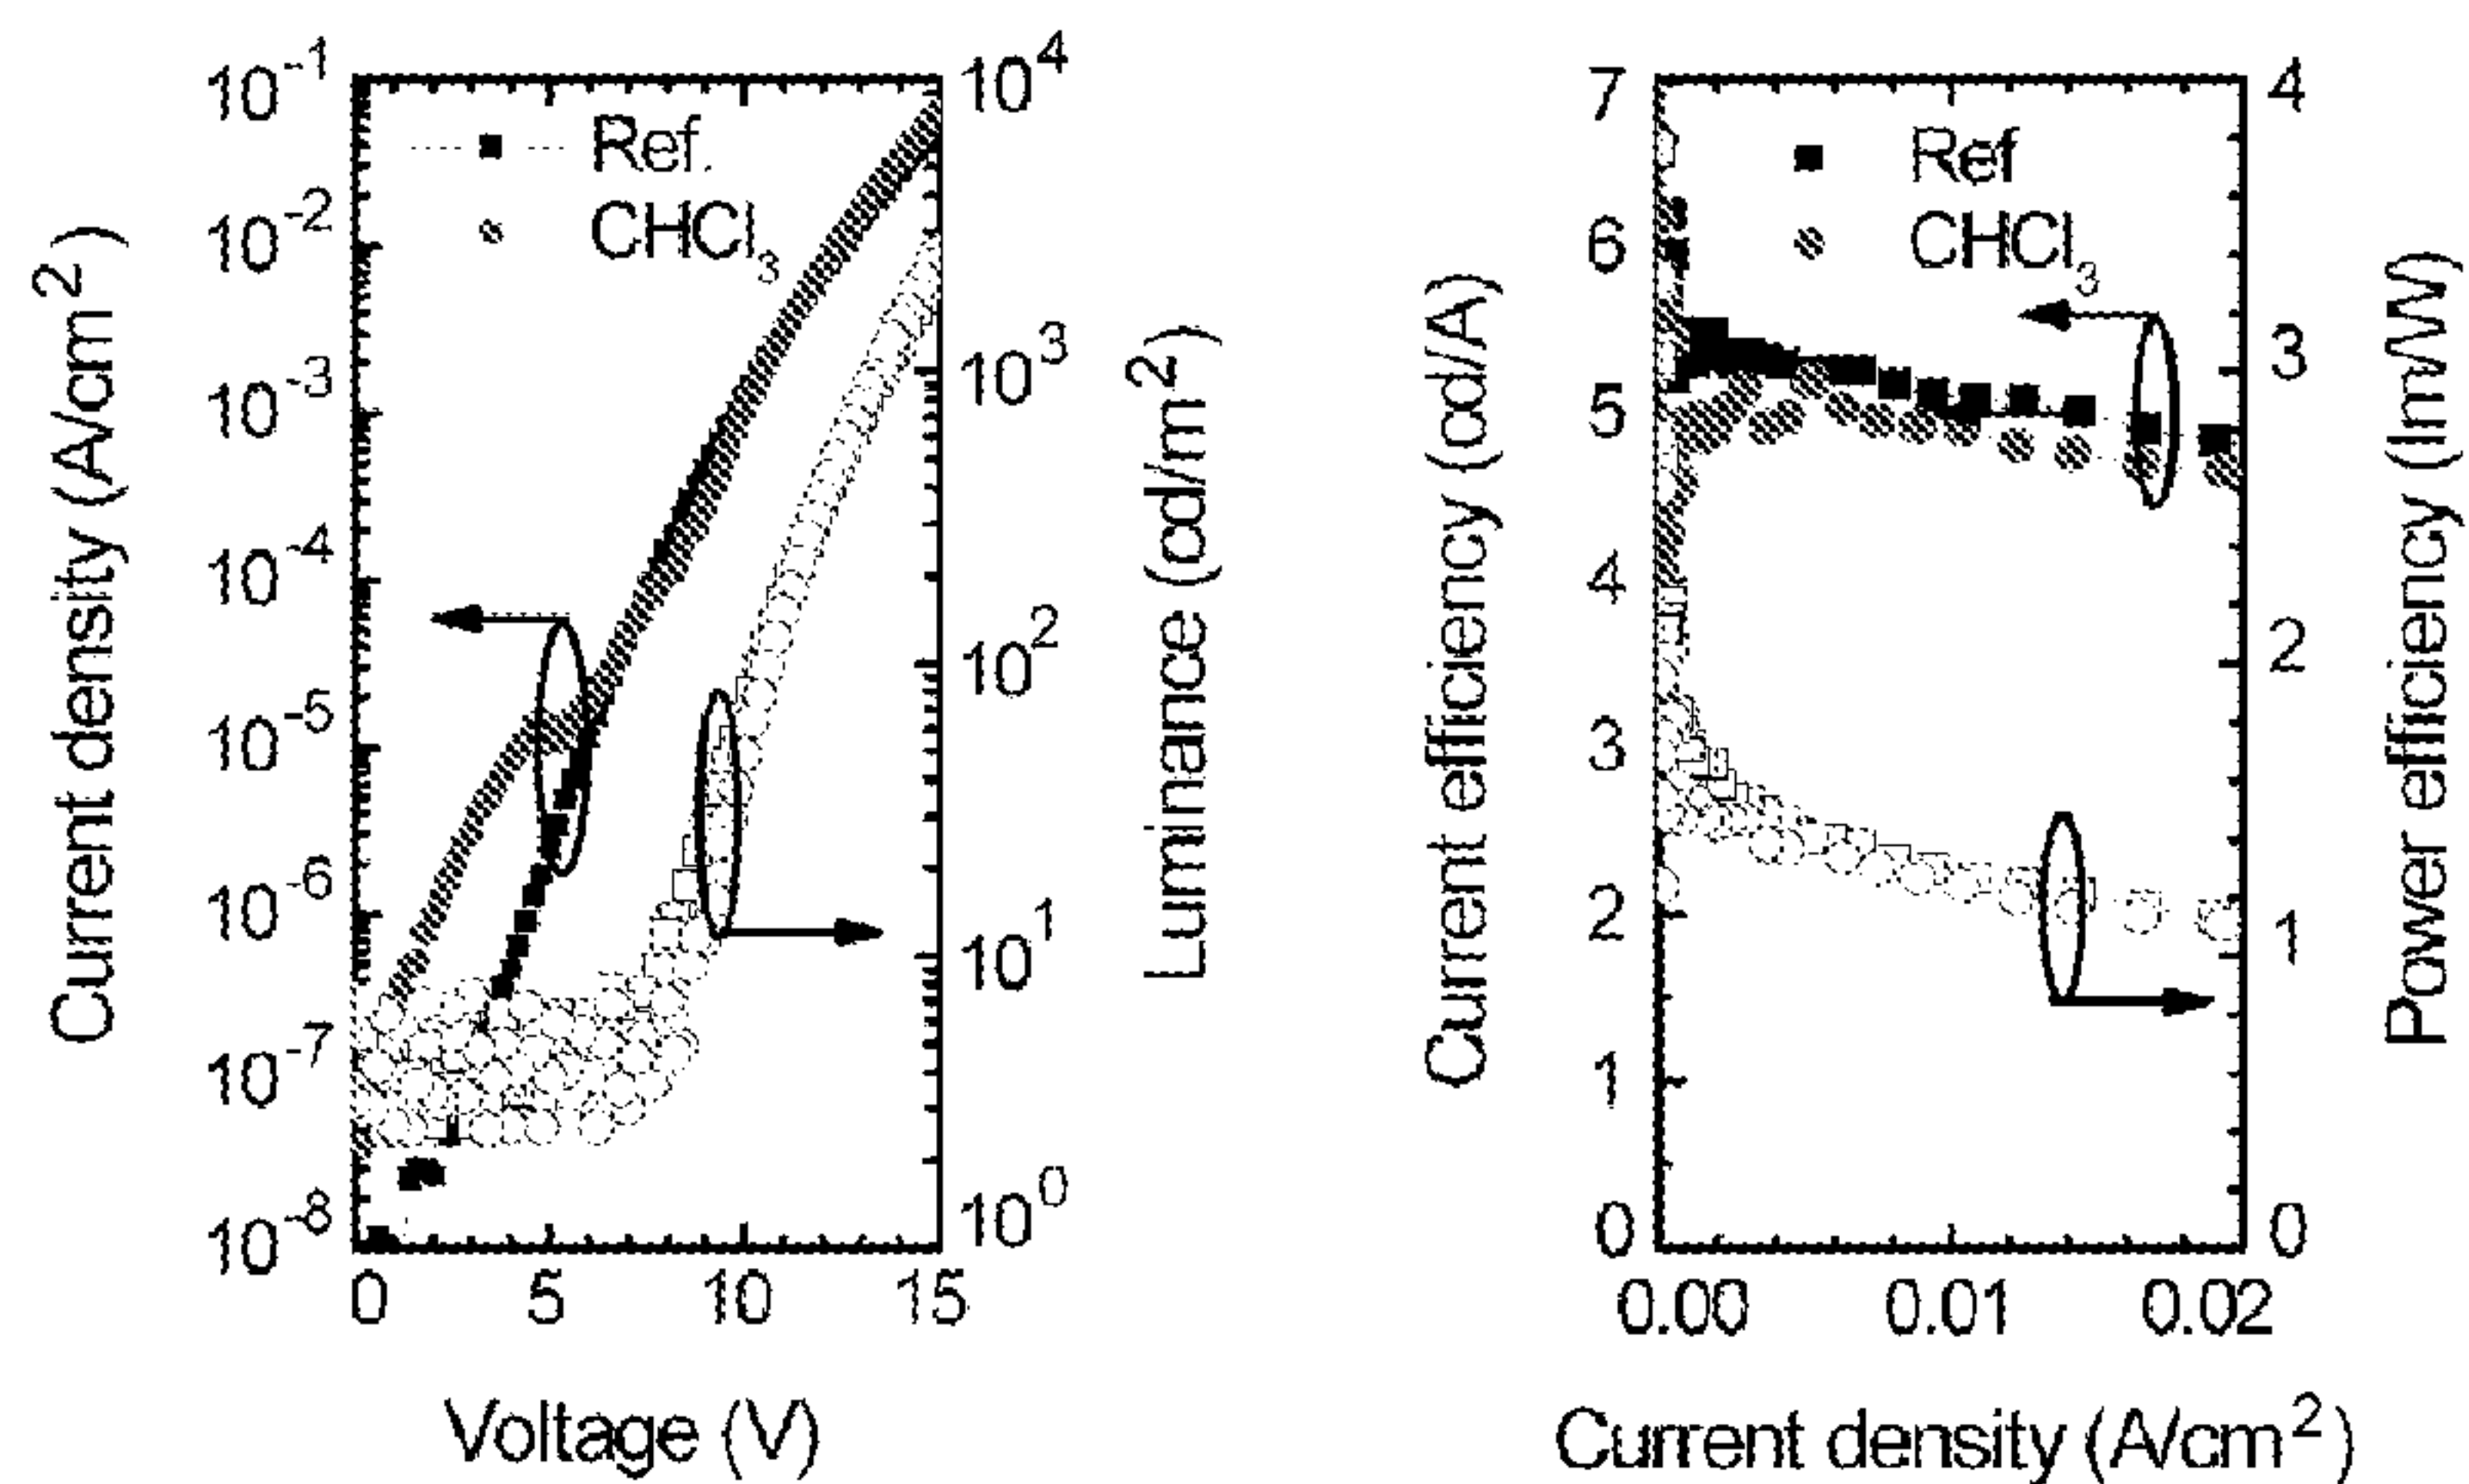 Current density (A/cm²)
10⁻¹
10⁻²
10⁻³
10⁻⁴
10⁻⁵
10⁻⁶
10⁻⁷
10⁻⁸
Ref.
CHCl₃
10⁴
10³
10²
10¹
10⁰
Luminance (cd/m²)
0 5 10 15
Voltage (V)
Current efficiency (cd/A)
7
6
5
4
3
2
1
0
Ref
CHCl₃
4
3
2
1
0
Power efficiency (lm/W)
0.00 0.01 0.02
Current density (A/cm²)